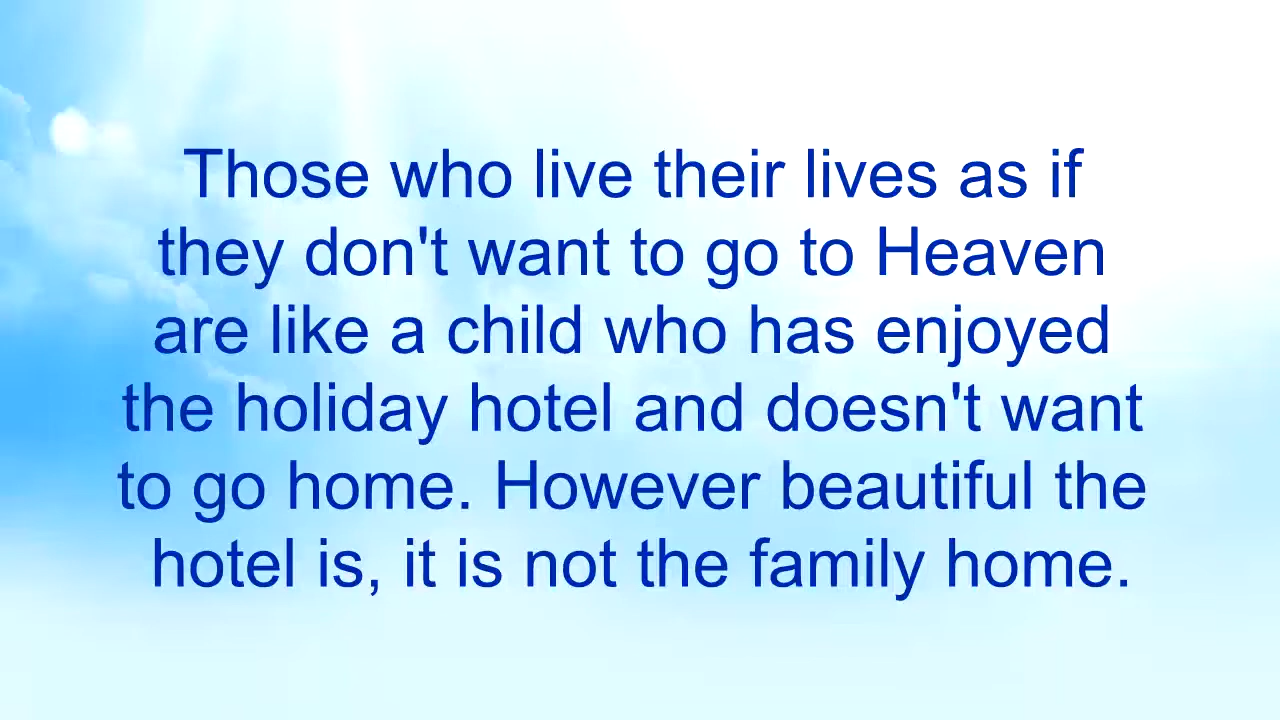 Those who live their lives as if
they don't want to go to Heaven
are like a child who has enjoyed
the holiday hotel and doesn't want
to go home. However beautiful the
hotel is, it is not the family home.